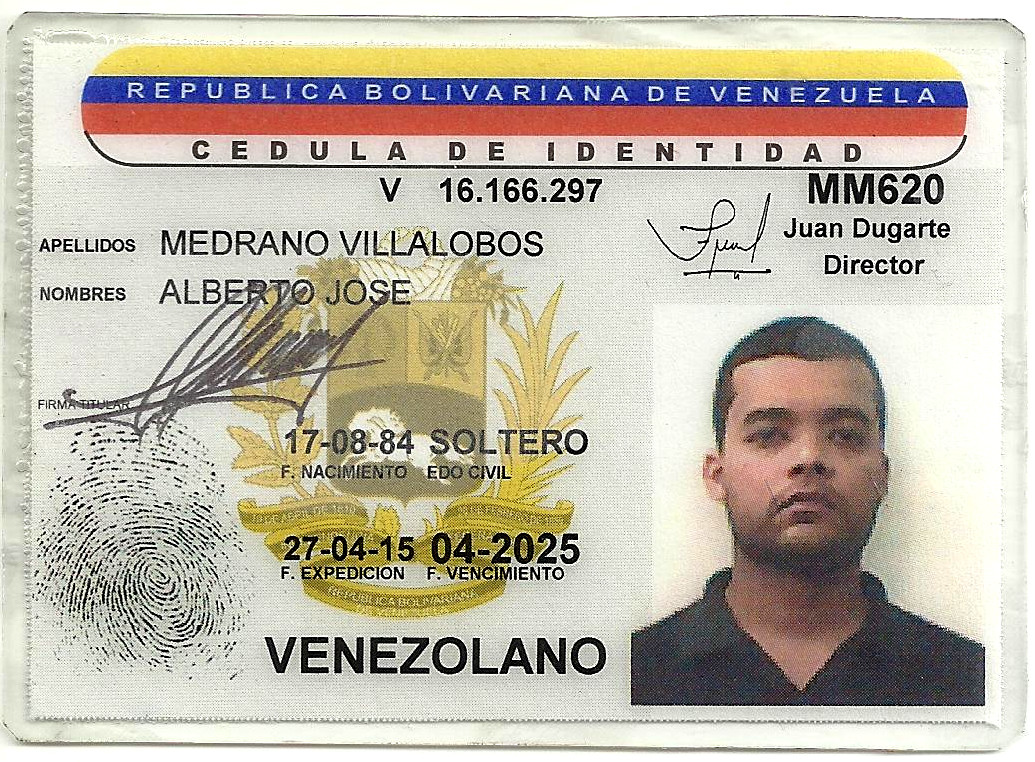 REPUBLICA BOLIVARIANA DE VENEZUELA
CEDULA DE IDENTIDAD
V 16.166.297
MM620
Juan Dugarte
Director
APELLIDOS MEDRANO VILLALOBOS
NOMBRES ALBERTO JOSE
FIRMA TITULAR
17-08-84 SOLTERO
F. NACIMIENTO EDO CIVIL
27-04-15 04-2025
F. EXPEDICION F. VENCIMIENTO
REPUBLICA BOLIVARIANA
VENEZOLANO